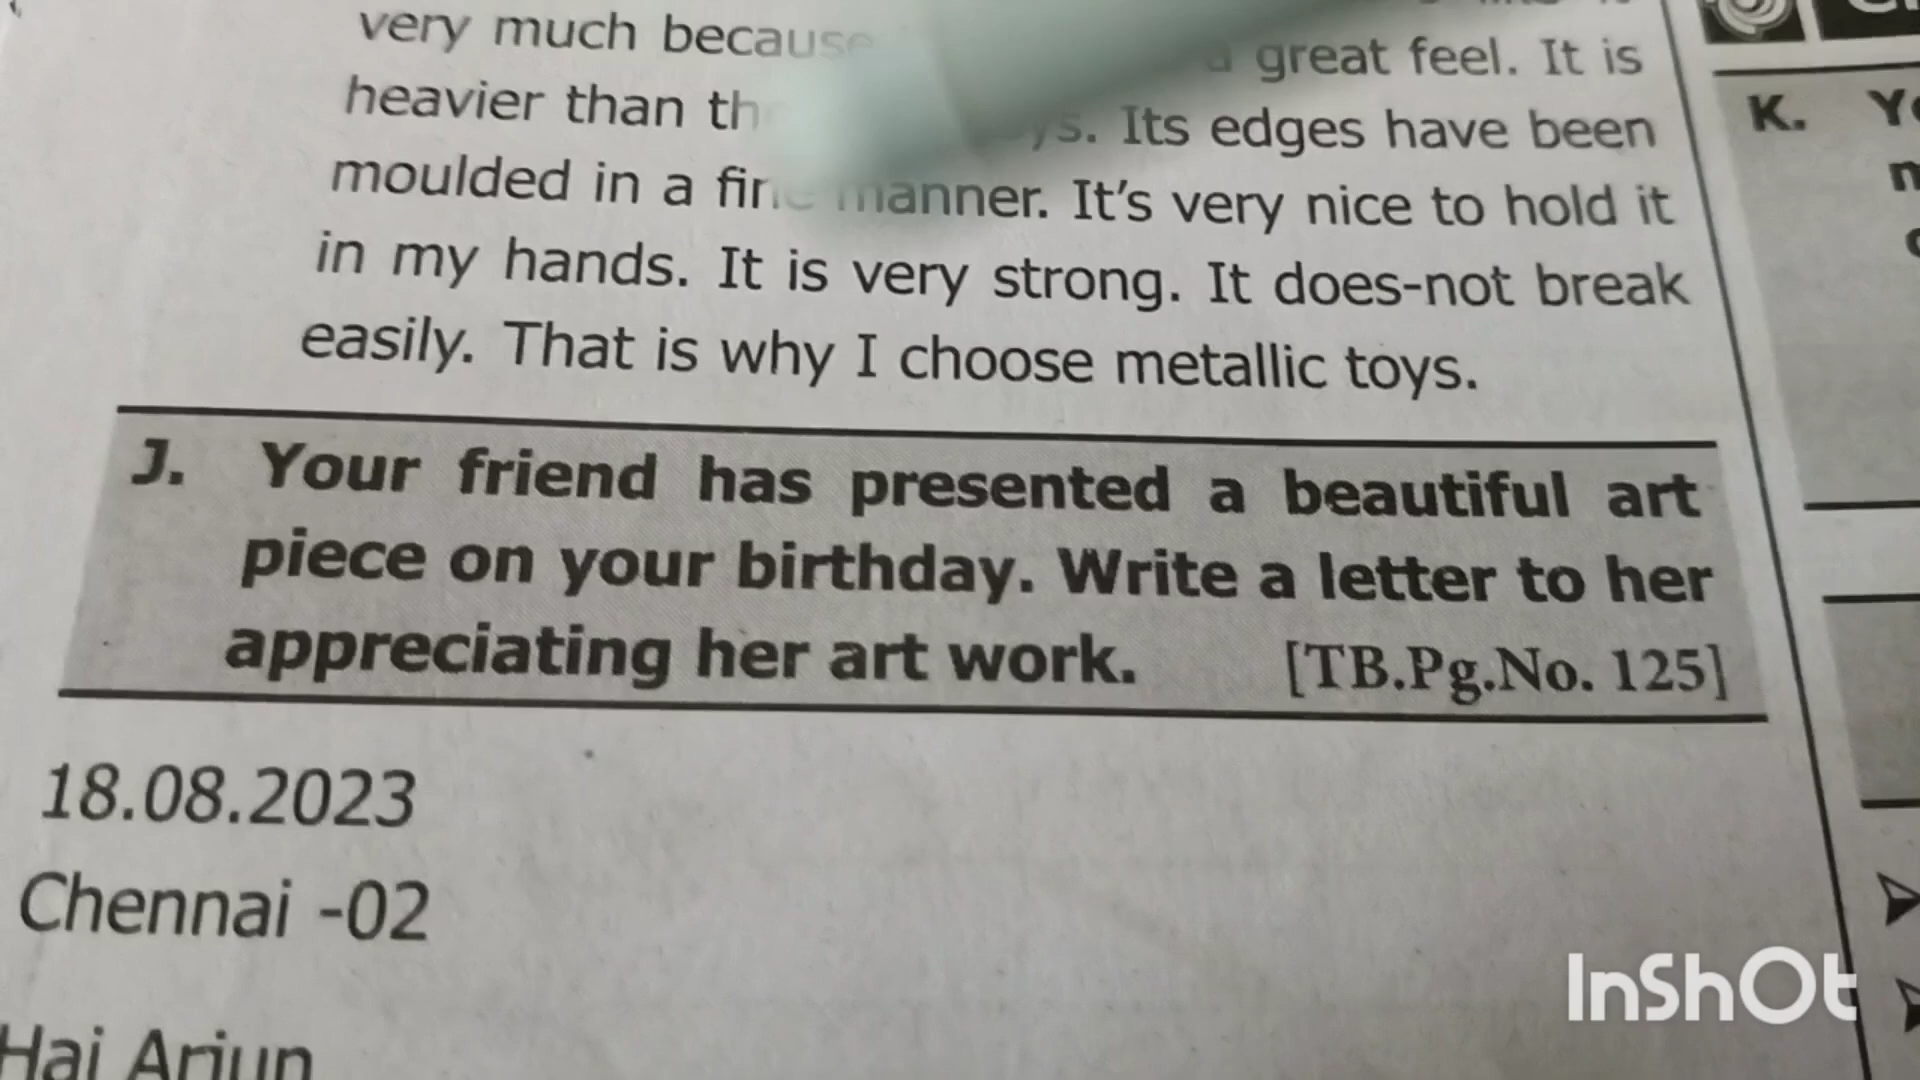 very much because great feel. It is
heavier than Its edges have been
moulded in a manner. It's very nice to hold it
in my hands. It is very strong. It does-not break
easily. That is why I choose metallic toys.
J. Your friend has presented a beautiful art
piece on your birthday. Write a letter to her
appreciating her art work. [TB.Pg.No. 125]
18.08.2023
Chennai -02
Hai Arjun
K.
InShOt